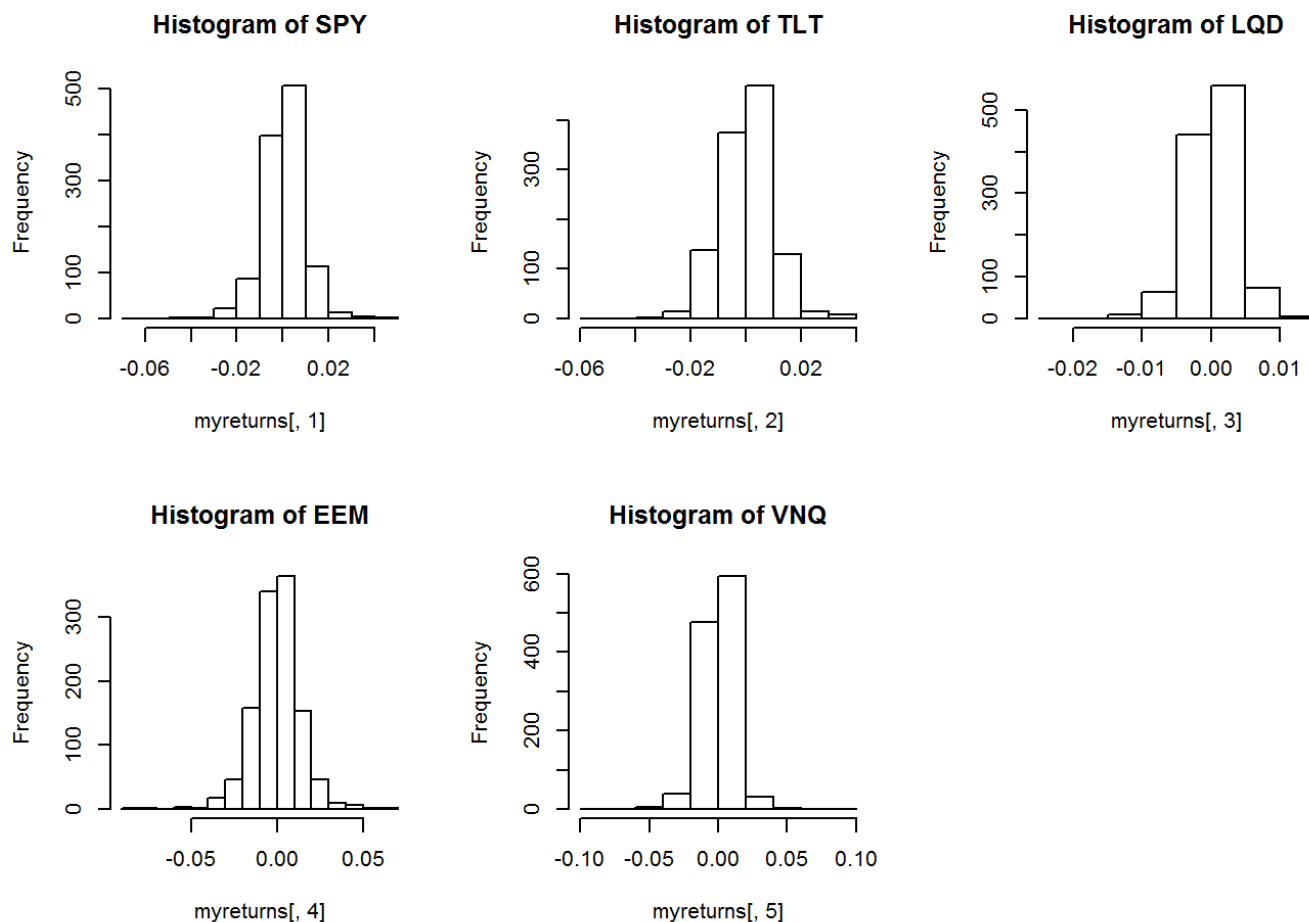 Histogram of SPY
Frequency
500
300
100
0
-0.06 -0.02 0.02
myreturns[, 1]
Histogram of TLT
Frequency
300
100
0
-0.06 -0.02 0.02
myreturns[, 2]
Histogram of LQD
Frequency
500
300
100
0
-0.02 -0.01 0.00 0.01
myreturns[, 3]
Histogram of EEM
Frequency
300
200
100
0
-0.05 0.00 0.05
myreturns[, 4]
Histogram of VNQ
Frequency
600
400
200
0
-0.10 -0.05 0.00 0.05 0.10
myreturns[, 5]